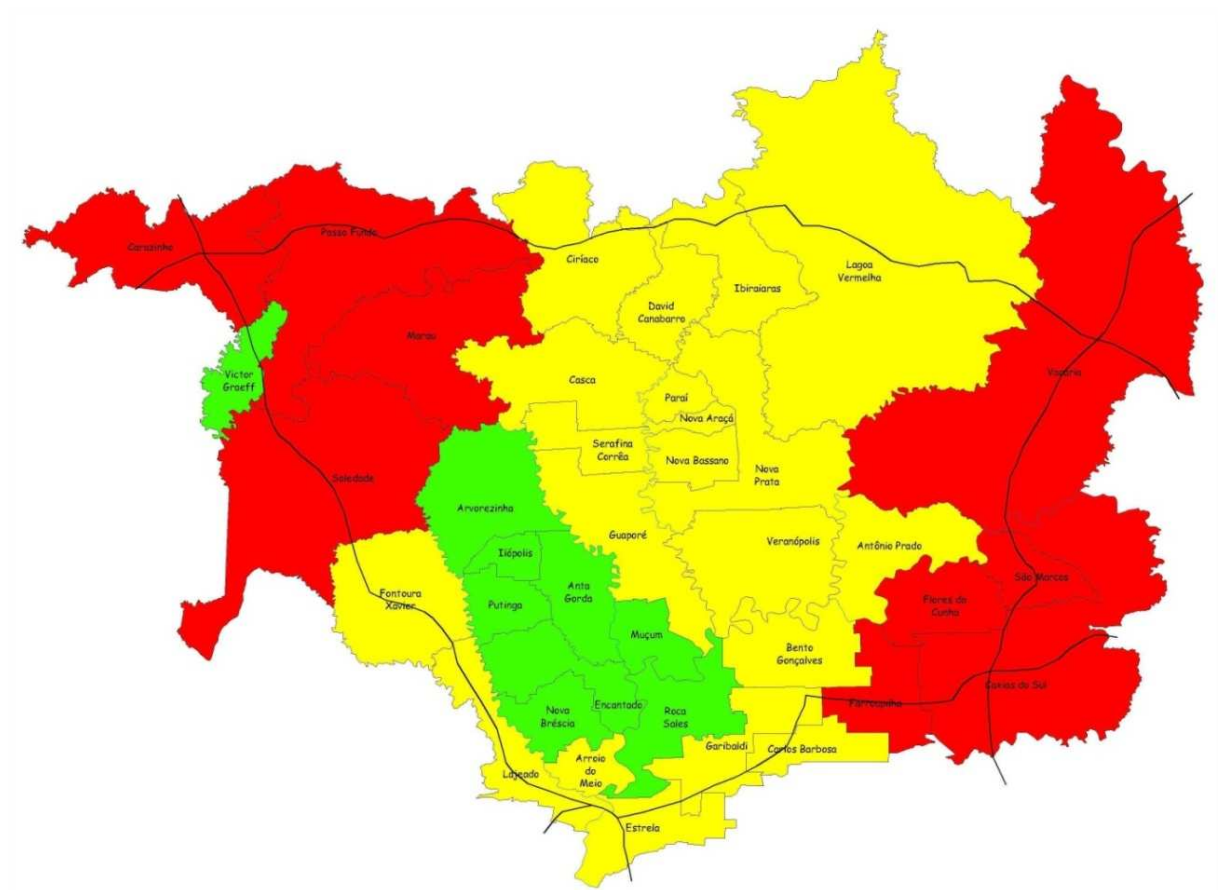 Carazinho
Passo Fundo
Ciríaco
Lagoa
Vermelha
Ibiraiaras
David
Canabarro
Marau
Victor
Graeff
Casca
Vacaria
Paraí
Nova Araçá
Serafina
Corrêa
Nova Bassano
Nova
Prata
Soledade
Arvorezinha
Guaporé
Veranópolis
Antônio Prado
Ilópolis
Anta
Gorda
Fontoura
Xavier
Putinga
São Marcos
Flores da
Cunha
Muçum
Bento
Gonçalves
Caxias do Sul
Nova
Bréscia
Encantado
Roca
Sales
Farroupilha
Garibaldi
Carlos Barbosa
Arroio
do
Meio
Lajeado
Estrela